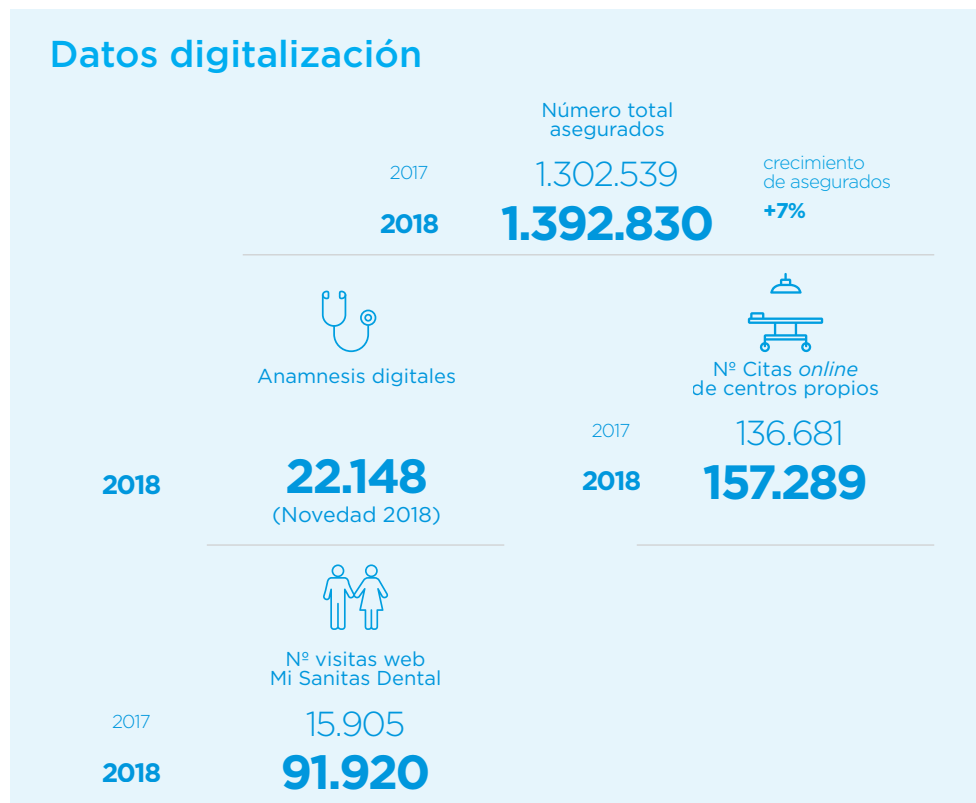 Datos digitalización
Número total
asegurados
2017
1.302.539
2018
1.392.830
crecimiento
de asegurados
+7%
Anamnesis digitales
2018
22.148
(Novedad 2018)
Nº Citas online
de centros propios
2017
136.681
2018
157.289
Nº visitas web
Mi Sanitas Dental
2017
15.905
2018
91.920